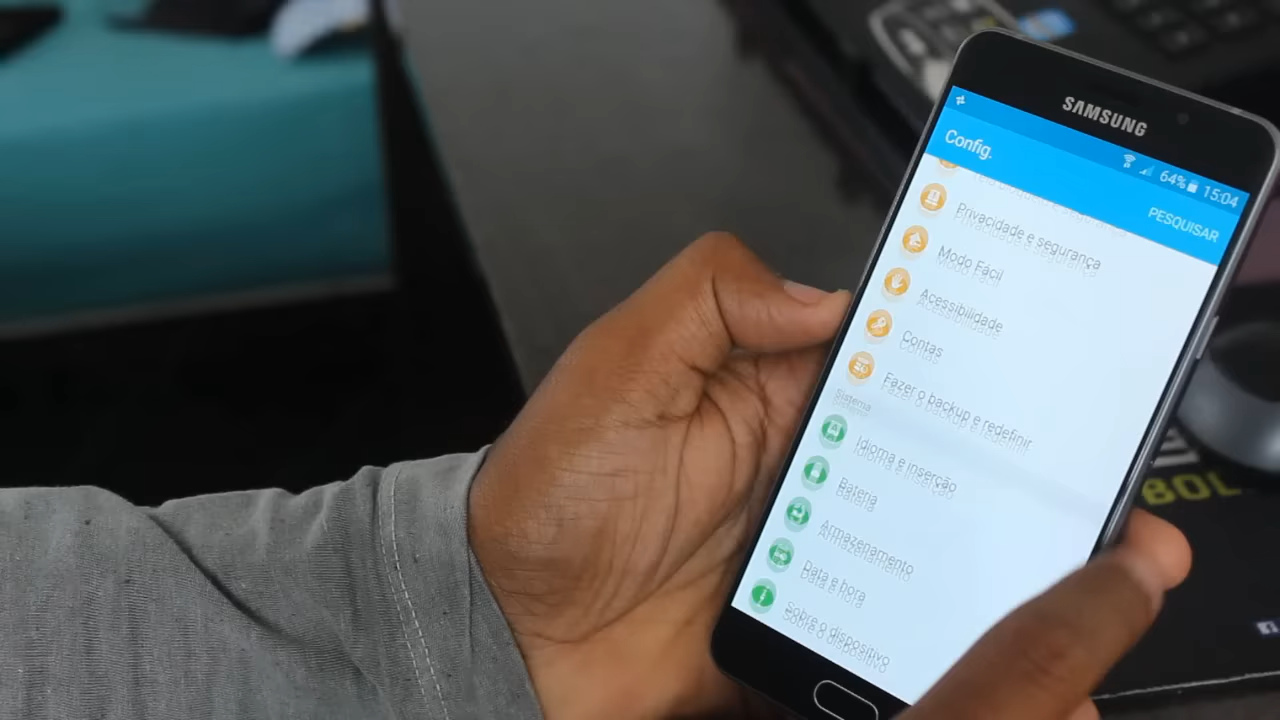 SAMSUNG
64% 15:04
Config.
PESQUISAR
Privacidade e segurança
Modo Fácil
Acessibilidade
Contas
Fazer o backup e redefinir
Sistema
Idioma e inserção
Bateria
Armazenamento
Data e hora
Sobre o dispositivo
BOL